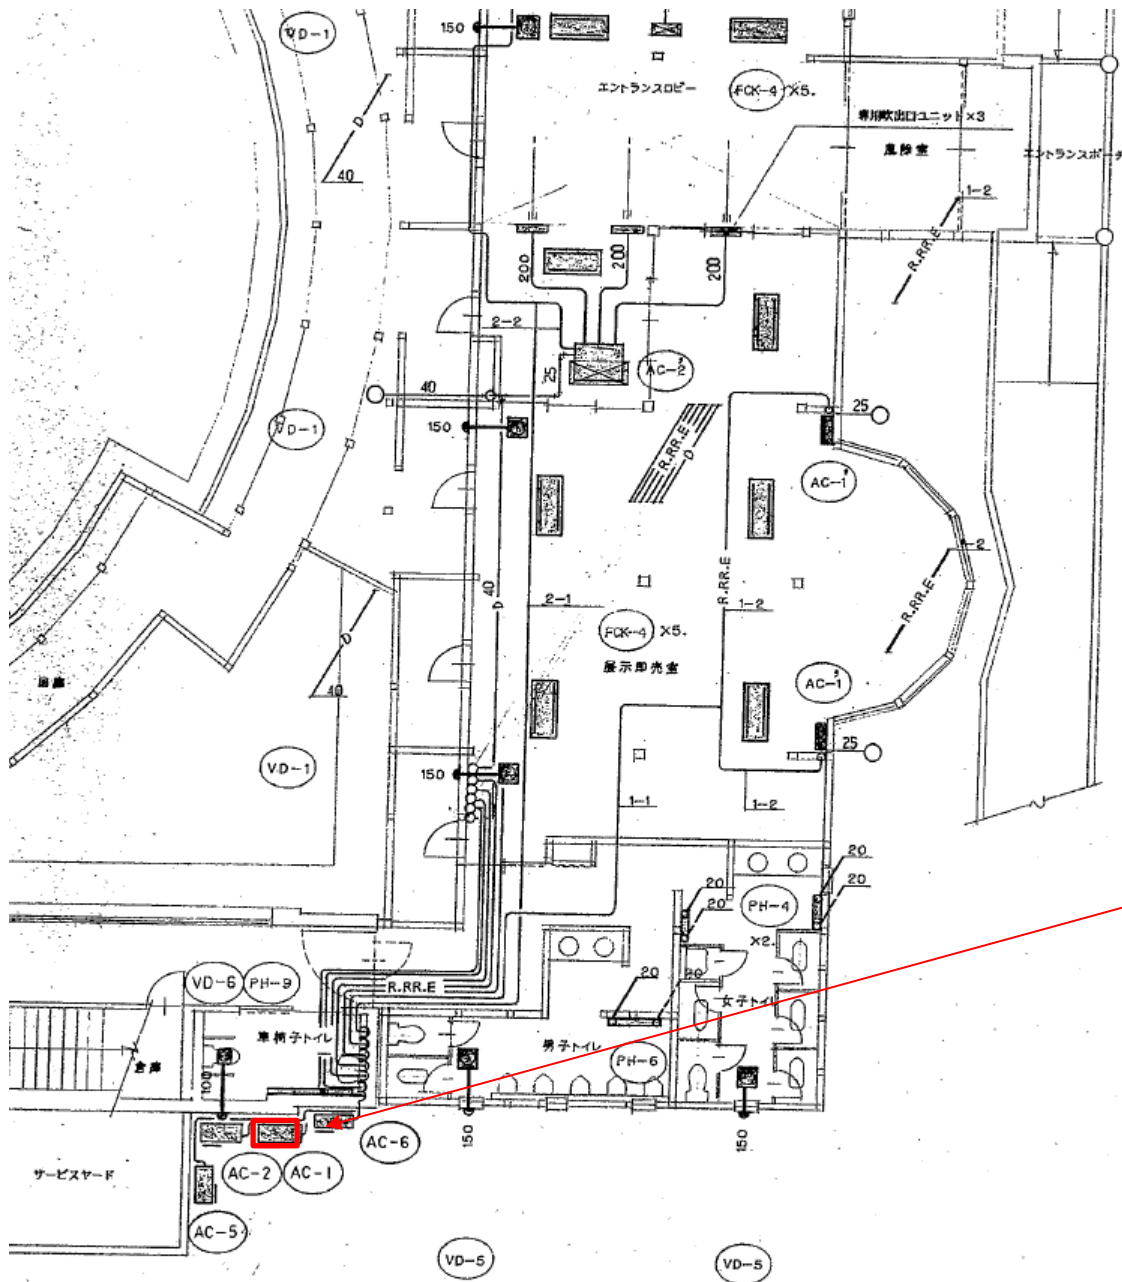 VD-1
150
エントランスロビー
FCK-4 ×5.
専用吹出口ユニット×3
風除室
エントランスポーチ
40
D
1-2
R.RR.E
200
200
200
2-2
25
AC-2'
40
25
150
R.RR.E
D
AC-1'
1-2
R.RR.E
40
D
2-1
R.RR.E
1-2
FCK-4 ×5.
展示即売室
D
40
AC-1'
25
VD-1
150
1-1
1-2
20
20
20
20
PH-4
×2.
VD-6
PH-9
R.RR.E
20
20
女子トイレ
車椅子トイレ
男子トイレ
PH-6
倉庫
100
150
150
AC-6
サービスヤード
AC-2
AC-1
AC-5
VD-5
VD-5